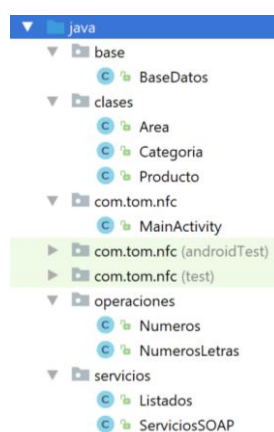 java
base
BaseDatos
clases
Area
Categoria
Producto
com.tom.nfc
MainActivity
com.tom.nfc (androidTest)
com.tom.nfc (test)
operaciones
Numeros
NumerosLetras
servicios
Listados
ServiciosSOAP